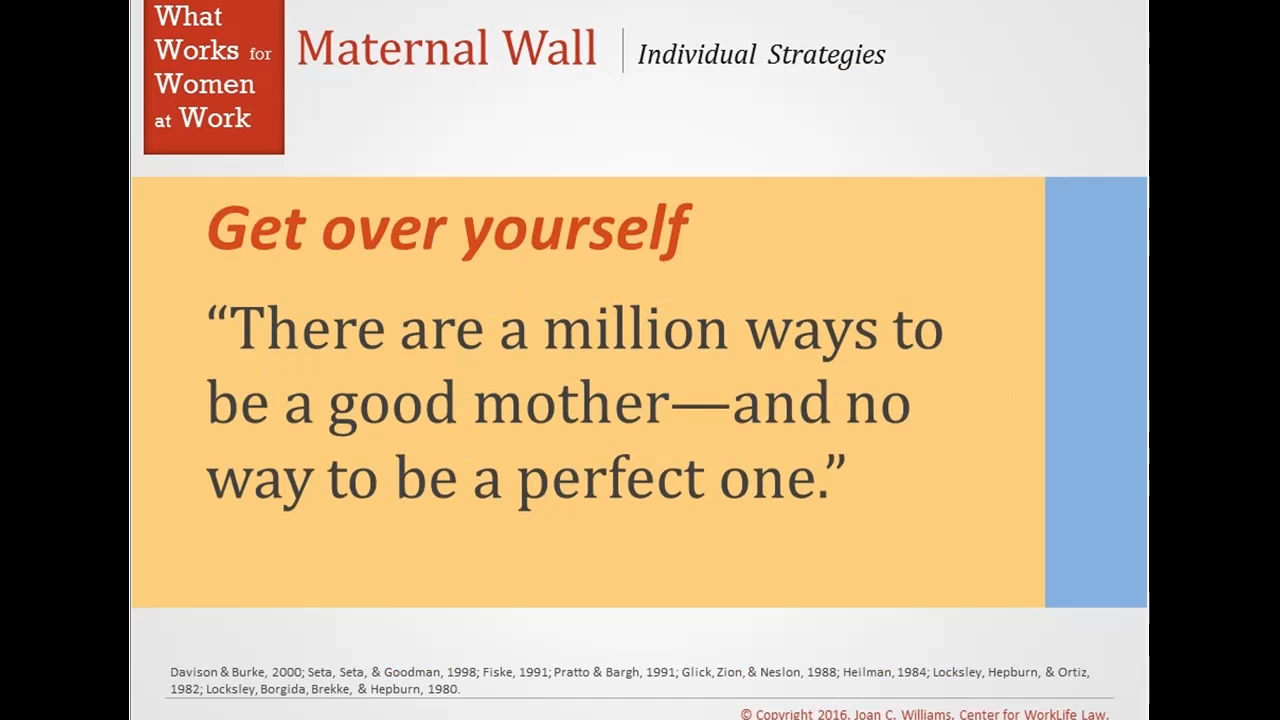 What
Works for
Women
at Work
Maternal Wall
Individual Strategies
Get over yourself
“There are a million ways to
be a good mother—and no
way to be a perfect one.”
Davison & Burke, 2000; Seta, Seta, & Goodman, 1998; Fiske, 1991; Pratto & Bargh, 1991; Glick, Zion, & Neslon, 1988; Heilman, 1984; Locksley, Hepburn, & Ortiz,
1982; Locksley, Borgida, Brekke, & Hepburn, 1980.
© Copyright 2016. Joan C. Williams. Center for WorkLife Law.